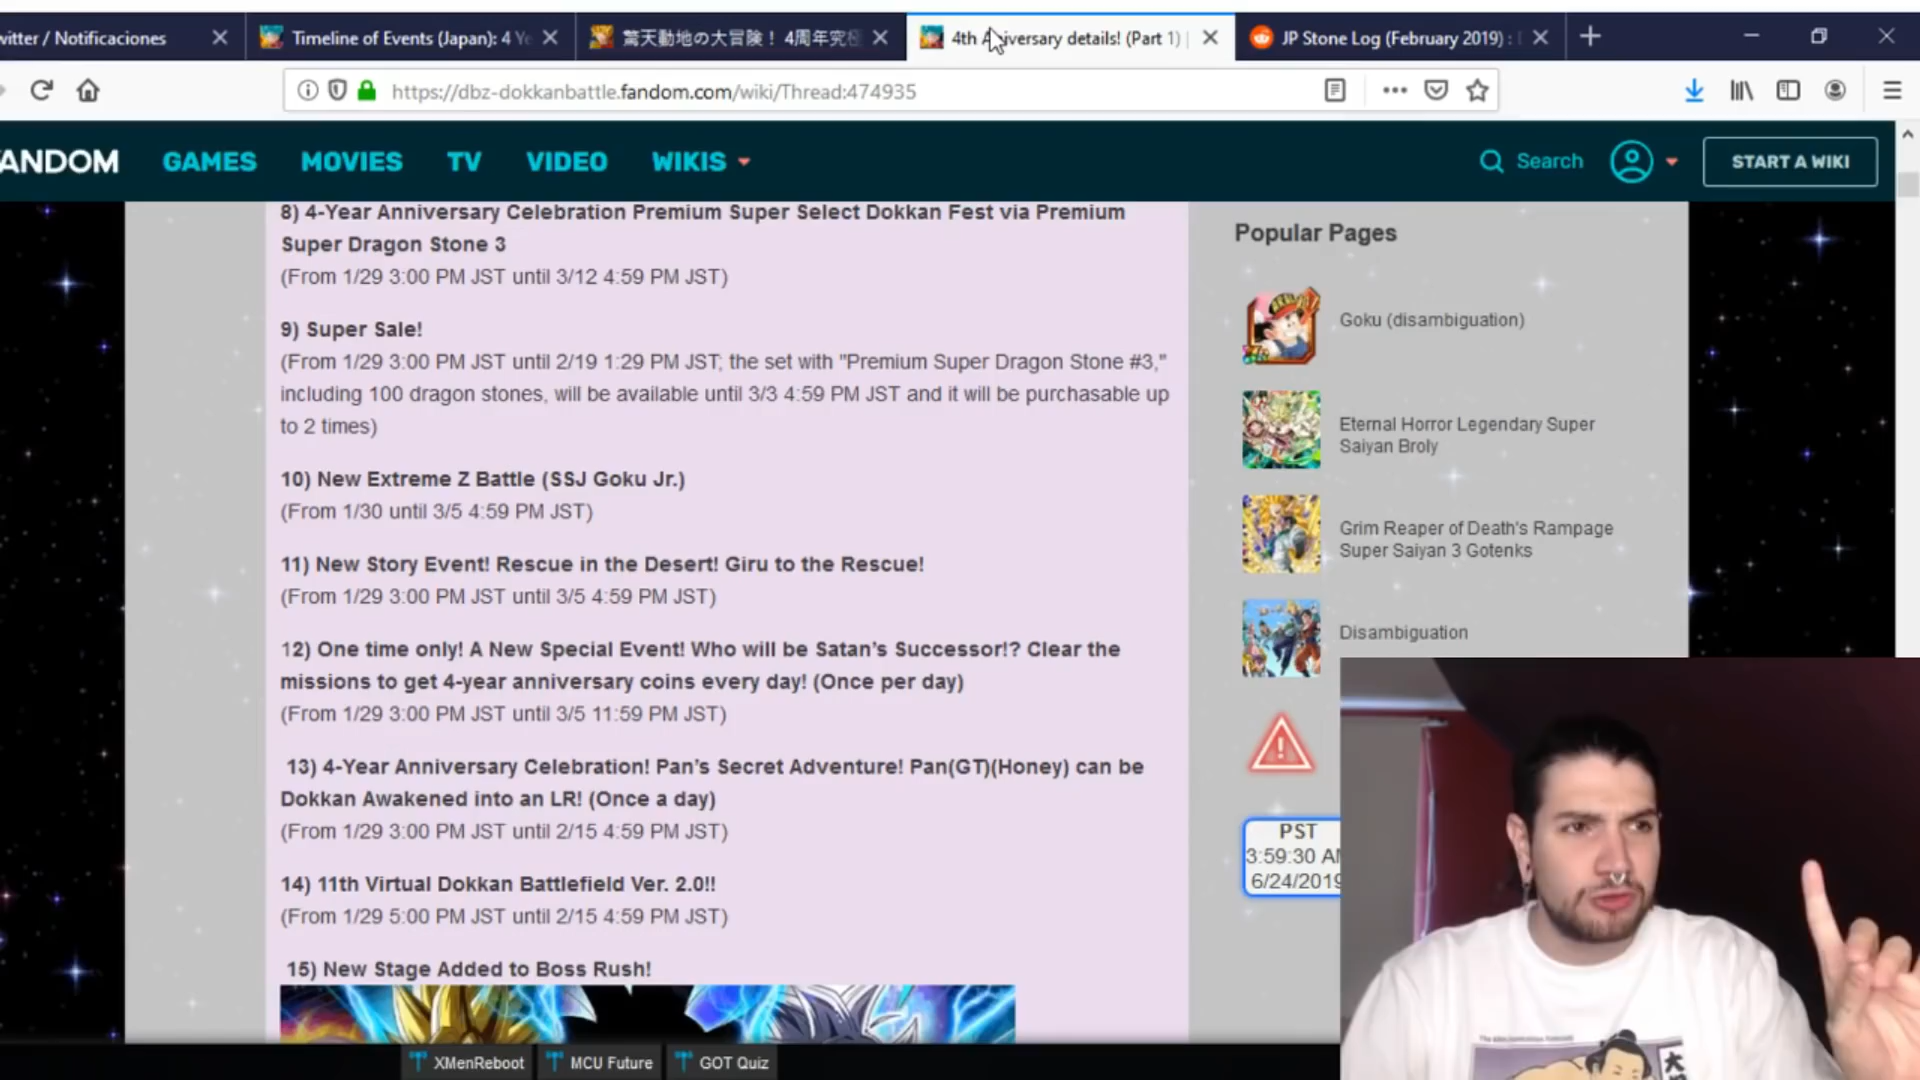 witter / Notificaciones
Timeline of Events (Japan): 4 Ye
驚天動地の大冒険！ 4周年究極
4th Anniversary details! (Part 1) |
JP Stone Log (February 2019) :
https://dbz-dokkanbattle.fandom.com/wiki/Thread:474935
ANDOM
GAMES
MOVIES
TV
VIDEO
WIKIS
Search
START A WIKI
8) 4-Year Anniversary Celebration Premium Super Select Dokkan Fest via Premium
Super Dragon Stone 3
(From 1/29 3:00 PM JST until 3/12 4:59 PM JST)
9) Super Sale!
(From 1/29 3:00 PM JST until 2/19 1:29 PM JST; the set with "Premium Super Dragon Stone #3,"
including 100 dragon stones, will be available until 3/3 4:59 PM JST and it will be purchasable up
to 2 times)
10) New Extreme Z Battle (SSJ Goku Jr.)
(From 1/30 until 3/5 4:59 PM JST)
11) New Story Event! Rescue in the Desert! Giru to the Rescue!
(From 1/29 3:00 PM JST until 3/5 4:59 PM JST)
12) One time only! A New Special Event! Who will be Satan’s Successor!? Clear the
missions to get 4-year anniversary coins every day! (Once per day)
(From 1/29 3:00 PM JST until 3/5 11:59 PM JST)
13) 4-Year Anniversary Celebration! Pan’s Secret Adventure! Pan(GT)(Honey) can be
Dokkan Awakened into an LR! (Once a day)
(From 1/29 3:00 PM JST until 2/15 4:59 PM JST)
14) 11th Virtual Dokkan Battlefield Ver. 2.0!!
(From 1/29 5:00 PM JST until 2/15 4:59 PM JST)
15) New Stage Added to Boss Rush!
Popular Pages
Goku (disambiguation)
Eternal Horror Legendary Super
Saiyan Broly
Grim Reaper of Death's Rampage
Super Saiyan 3 Gotenks
Disambiguation
PST
3:59:30 AM
6/24/2019
XMenReboot
MCU Future
GOT Quiz
大